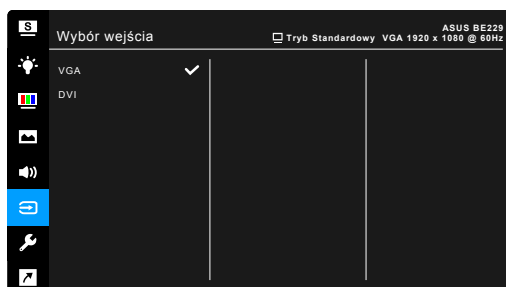 S
ASUS BE229
Wybór wejścia
Tryb Standardowy VGA 1920 x 1080 @ 60Hz
VGA
DVI